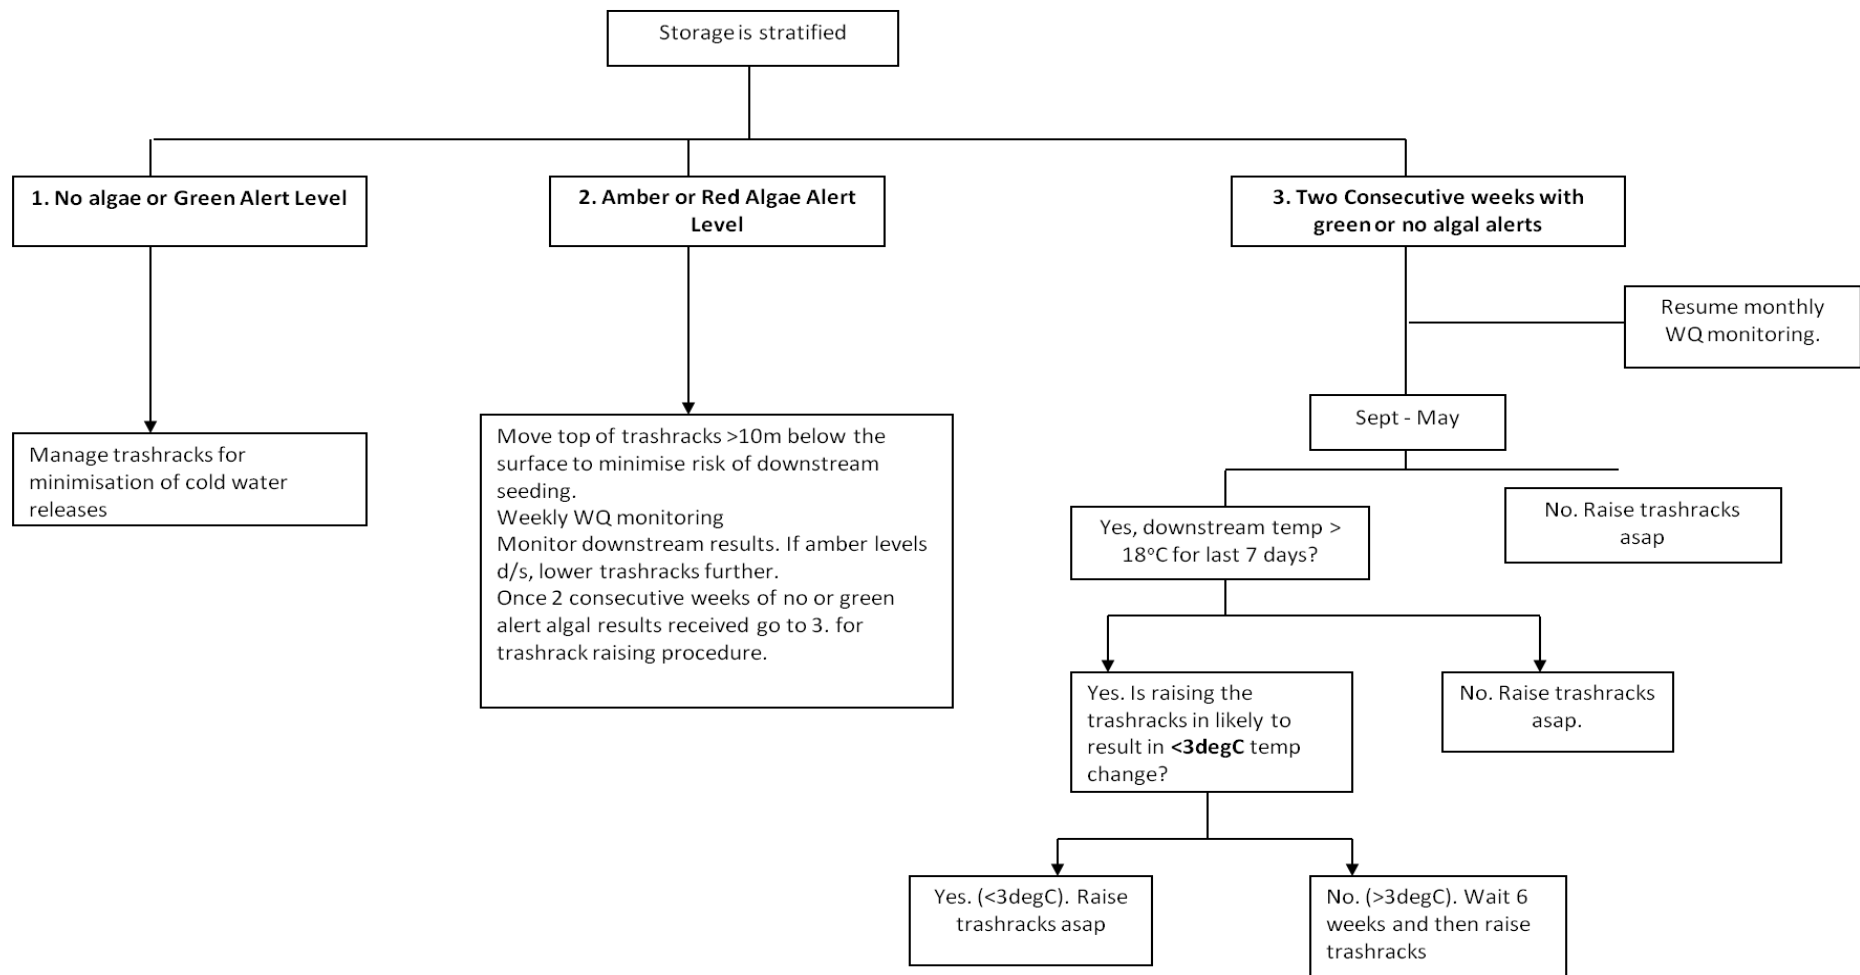 Storage is stratified
1. No algae or Green Alert Level
2. Amber or Red Algae Alert
Level
3. Two Consecutive weeks with
green or no algal alerts
Resume monthly
WQ monitoring.
Manage trashracks for
minimisation of cold water
releases
Move top of trashracks >10m below the
surface to minimise risk of downstream
seeding.
Weekly WQ monitoring
Monitor downstream results. If amber levels
d/s, lower trashracks further.
Once 2 consecutive weeks of no or green
alert algal results received go to 3. for
trashrack raising procedure.
Sept - May
Yes, downstream temp >
18°C for last 7 days?
No. Raise trashracks
asap
Yes. Is raising the
trashracks in likely to
result in <3degC temp
change?
No. Raise trashracks
asap.
Yes. (<3degC). Raise
trashracks asap
No. (>3degC). Wait 6
weeks and then raise
trashracks